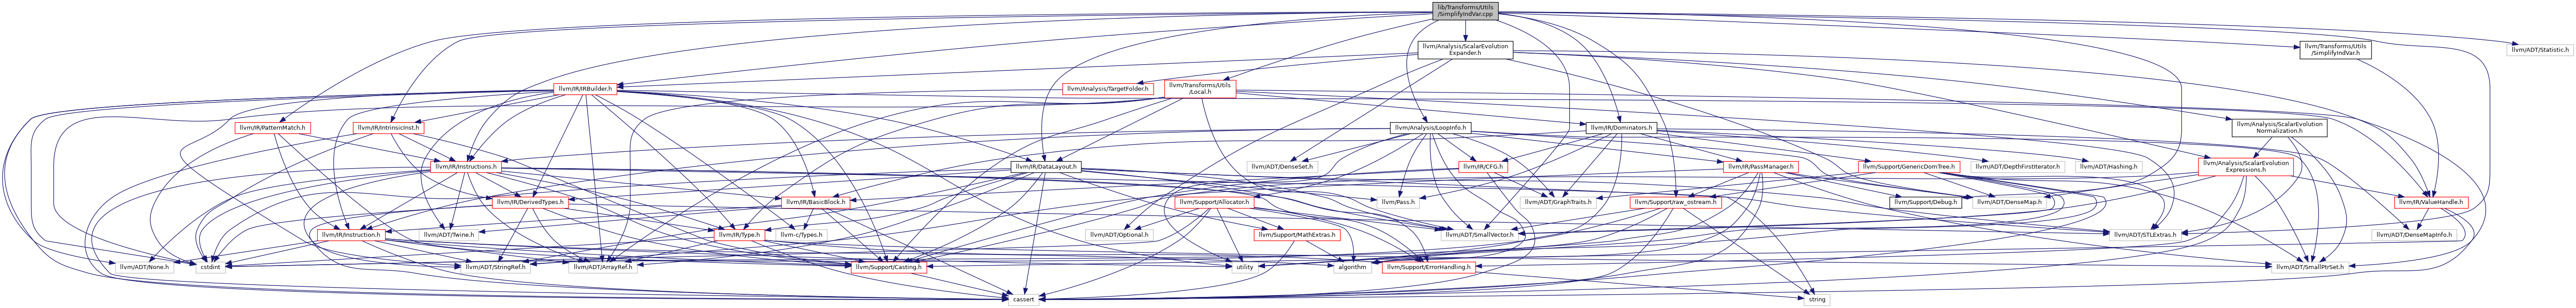 lib/Transforms/Utils
/SimplifyIndVar.cpp
llvm/Analysis/ScalarEvolution
Expander.h
llvm/Transforms/Utils
/SimplifyIndVar.h
llvm/ADT/Statistic.h
llvm/IR/IRBuilder.h
llvm/Analysis/TargetFolder.h
llvm/Transforms/Utils
/Local.h
llvm/IR/PatternMatch.h
llvm/IR/IntrinsicInst.h
llvm/Analysis/LoopInfo.h
llvm/IR/Dominators.h
llvm/Analysis/ScalarEvolution
Normalization.h
llvm/IR/Instructions.h
llvm/IR/DataLayout.h
llvm/ADT/DenseSet.h
llvm/IR/CFG.h
llvm/IR/PassManager.h
llvm/Support/GenericDomTree.h
llvm/ADT/DepthFirstIterator.h
llvm/ADT/Hashing.h
llvm/Analysis/ScalarEvolution
Expressions.h
llvm/IR/DerivedTypes.h
llvm/IR/BasicBlock.h
llvm/Support/Allocator.h
llvm/Pass.h
llvm/ADT/GraphTraits.h
llvm/Support/raw_ostream.h
llvm/Support/Debug.h
llvm/ADT/DenseMap.h
llvm/IR/ValueHandle.h
llvm/IR/Instruction.h
llvm/ADT/Twine.h
llvm/IR/Type.h
llvm-c/Types.h
llvm/ADT/Optional.h
llvm/Support/MathExtras.h
llvm/ADT/SmallVector.h
llvm/ADT/STLExtras.h
llvm/ADT/DenseMapInfo.h
llvm/ADT/None.h
cstdint
llvm/ADT/StringRef.h
llvm/ADT/ArrayRef.h
llvm/Support/Casting.h
utility
algorithm
llvm/Support/ErrorHandling.h
llvm/ADT/SmallPtrSet.h
cassert
string